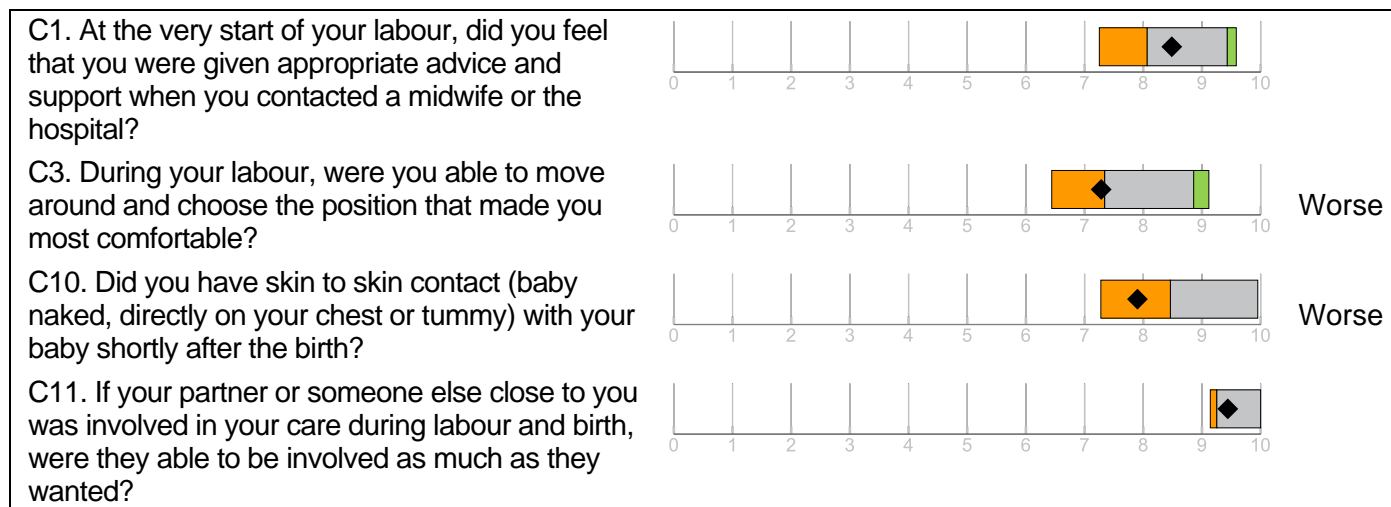 C1. At the very start of your labour, did you feel
that you were given appropriate advice and
support when you contacted a midwife or the
hospital?
0 1 2 3 4 5 6 7 8 9 10
C3. During your labour, were you able to move
around and choose the position that made you
most comfortable?
Worse
0 1 2 3 4 5 6 7 8 9 10
C10. Did you have skin to skin contact (baby
naked, directly on your chest or tummy) with your
baby shortly after the birth?
Worse
0 1 2 3 4 5 6 7 8 9 10
C11. If your partner or someone else close to you
was involved in your care during labour and birth,
were they able to be involved as much as they
wanted?
0 1 2 3 4 5 6 7 8 9 10